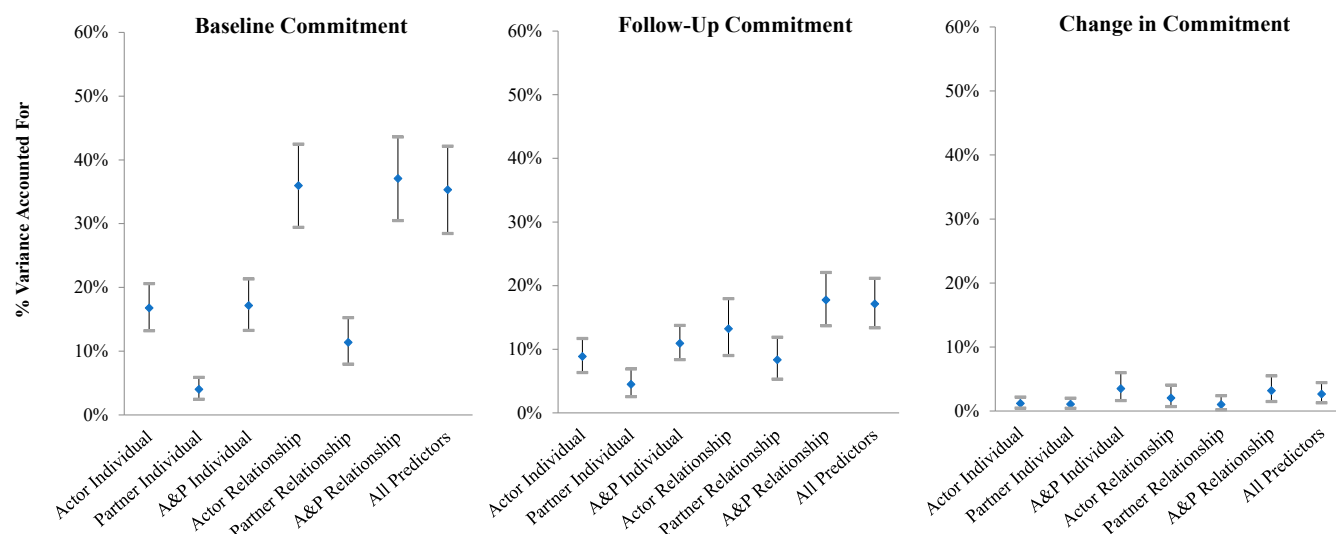 Baseline Commitment
% Variance Accounted For
60%
50%
40%
30%
20%
10%
0%
Actor Individual
Partner Individual
A&P Individual
Actor Relationship
Partner Relationship
A&P Relationship
All Predictors
Follow-Up Commitment
60%
50%
40%
30%
20%
10%
0%
Actor Individual
Partner Individual
A&P Individual
Actor Relationship
Partner Relationship
A&P Relationship
All Predictors
Change in Commitment
60%
50%
40%
30%
20%
10%
0%
Actor Individual
Partner Individual
A&P Individual
Actor Relationship
Partner Relationship
A&P Relationship
All Predictors